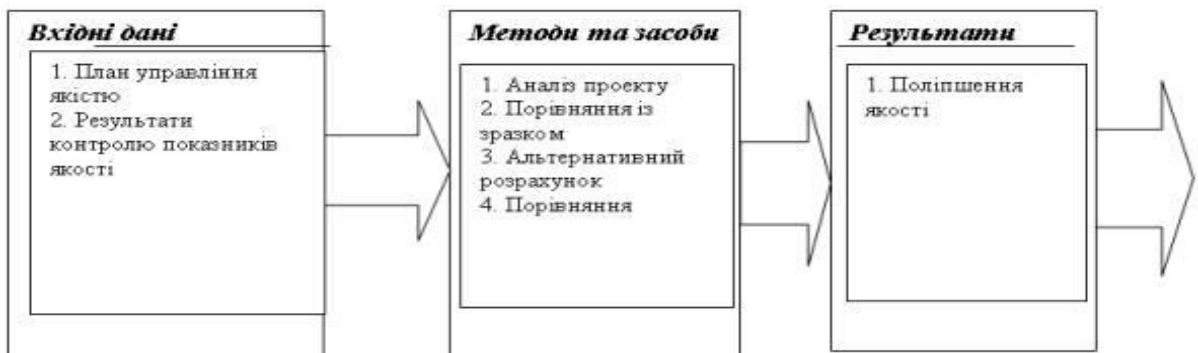 Вхідні дані
1. План управління
якістю
2. Результати
контролю показників
якості
Методи та засоби
1. Аналіз проекту
2. Порівняння із
зразком
3. Альтернативний
розрахунок
4. Порівняння
Результати
1. Поліпшення
якості